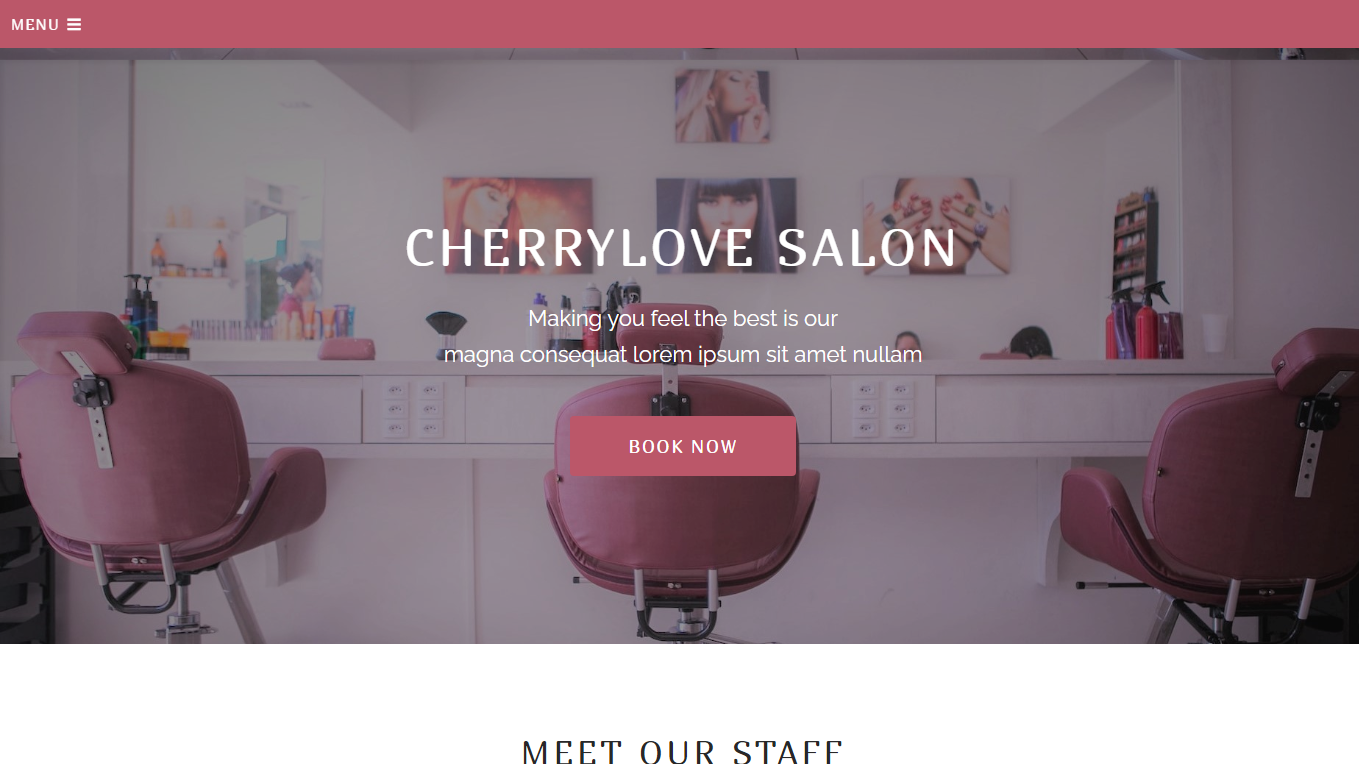 MENU
CHERRYLOVE SALON
Making you feel the best is our
magna consequat lorem ipsum sit amet nullam
BOOK NOW
MEET OUR STAFF